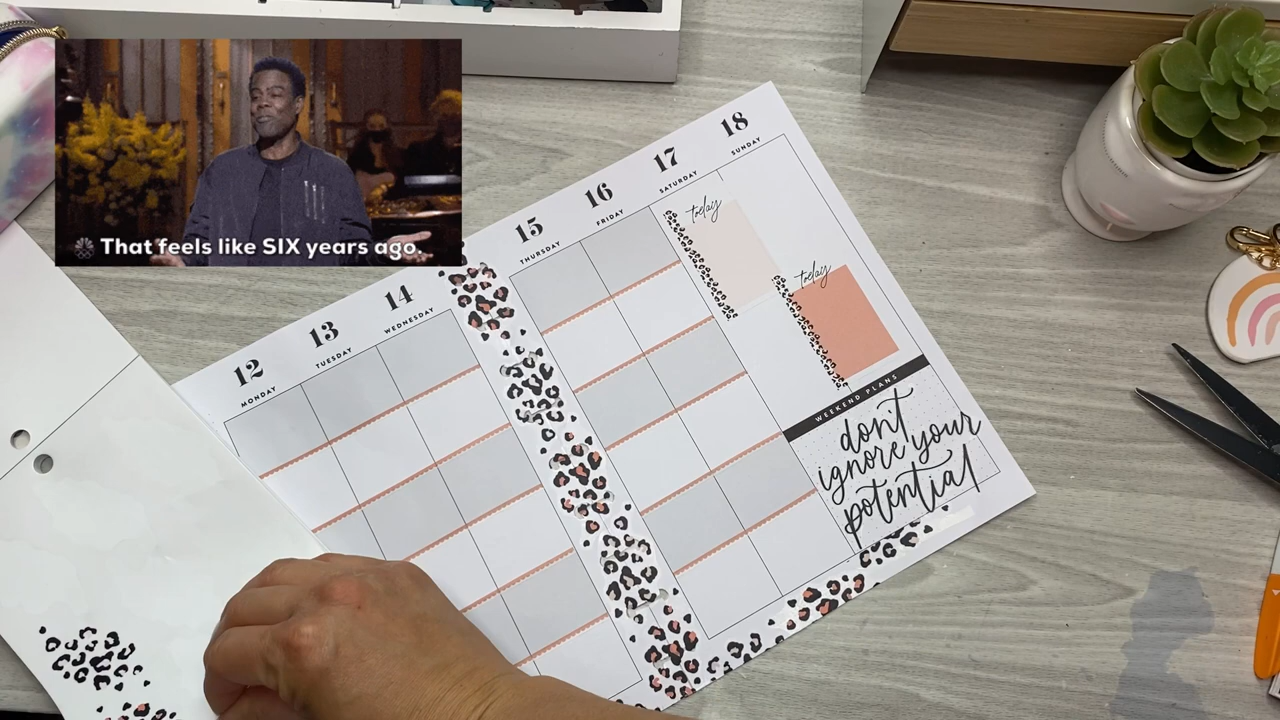 That feels like SIX years ago.
12
MONDAY
13
TUESDAY
14
WEDNESDAY
15
THURSDAY
16
FRIDAY
17
SATURDAY
18
SUNDAY
today
today
WEEKEND PLANS
don't
ignore your
potential